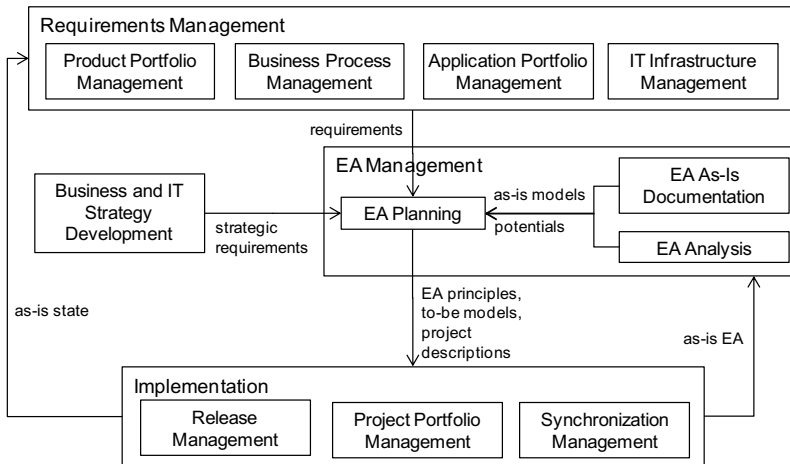 Requirements Management
Product Portfolio
Management
Business Process
Management
Application Portfolio
Management
IT Infrastructure
Management
requirements
EA Management
Business and IT
Strategy
Development
strategic
requirements
EA Planning
as-is models
potentials
EA As-Is
Documentation
EA Analysis
as-is state
EA principles,
to-be models,
project
descriptions
as-is EA
Implementation
Release
Management
Project Portfolio
Management
Synchronization
Management